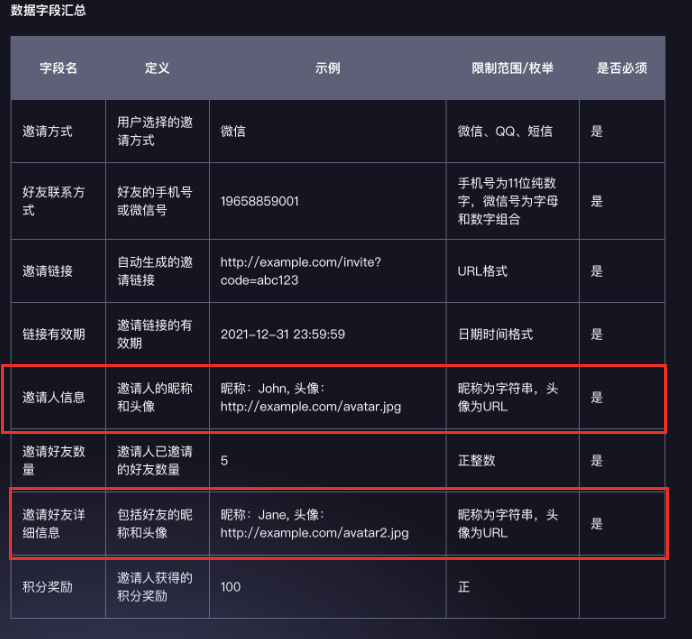 数据字段汇总
字段名 定义 示例 限制范围/枚举 是否必须
邀请方式 用户选择的邀
请方式 微信 微信、QQ、短信 是
好友联系方
式 好友的手机号
或微信号 19658859001 手机号为11位纯数
字，微信号为字母
和数字组合 是
邀请链接 自动生成的邀
请链接 http://example.com/invite?
code=abc123 URL格式 是
链接有效期 邀请链接的有
效期 2021-12-31 23:59:59 日期时间格式 是
邀请人信息 邀请人的昵称
和头像 昵称：John, 头像：
http://example.com/avatar.jpg 昵称为字符串，头
像为URL 是
邀请好友数
量 邀请人已邀请
的好友数量 5 正整数 是
邀请好友详
细信息 包括好友的昵
称和头像 昵称：Jane, 头像：
http://example.com/avatar2.jpg 昵称为字符串，头
像为URL 是
积分奖励 邀请人获得的
积分奖励 100 正